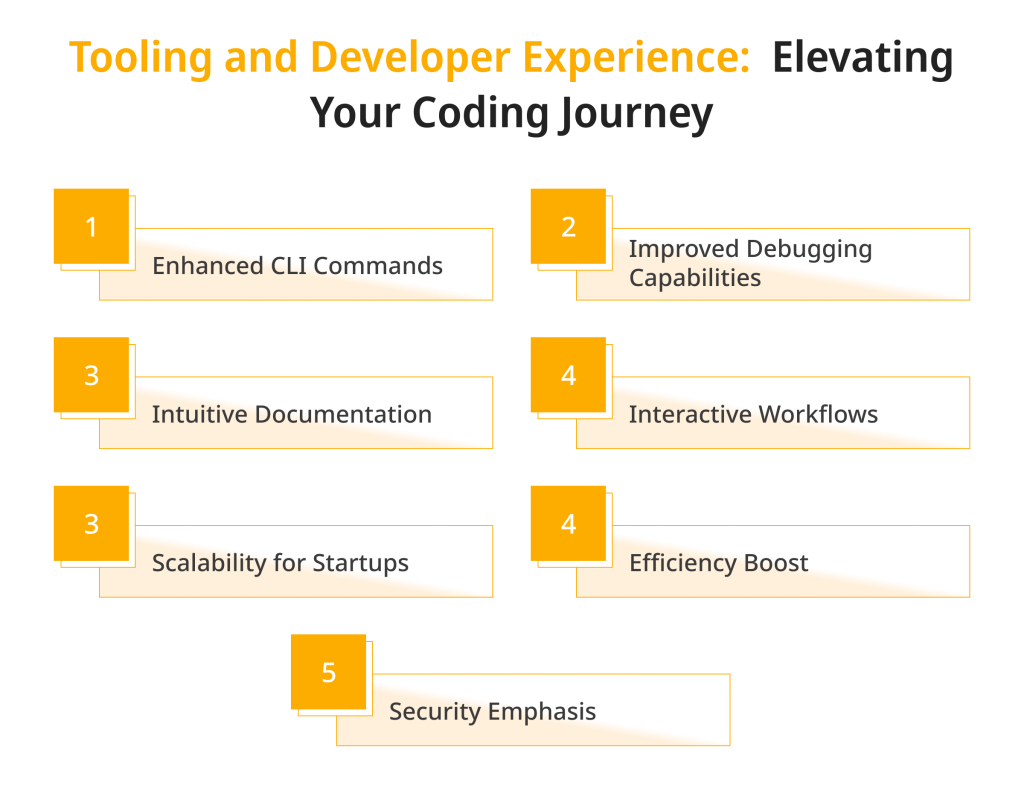 Tooling and Developer Experience: Elevating
Your Coding Journey
1
Enhanced CLI Commands
2
Improved Debugging
Capabilities
3
Intuitive Documentation
4
Interactive Workflows
3
Scalability for Startups
4
Efficiency Boost
5
Security Emphasis